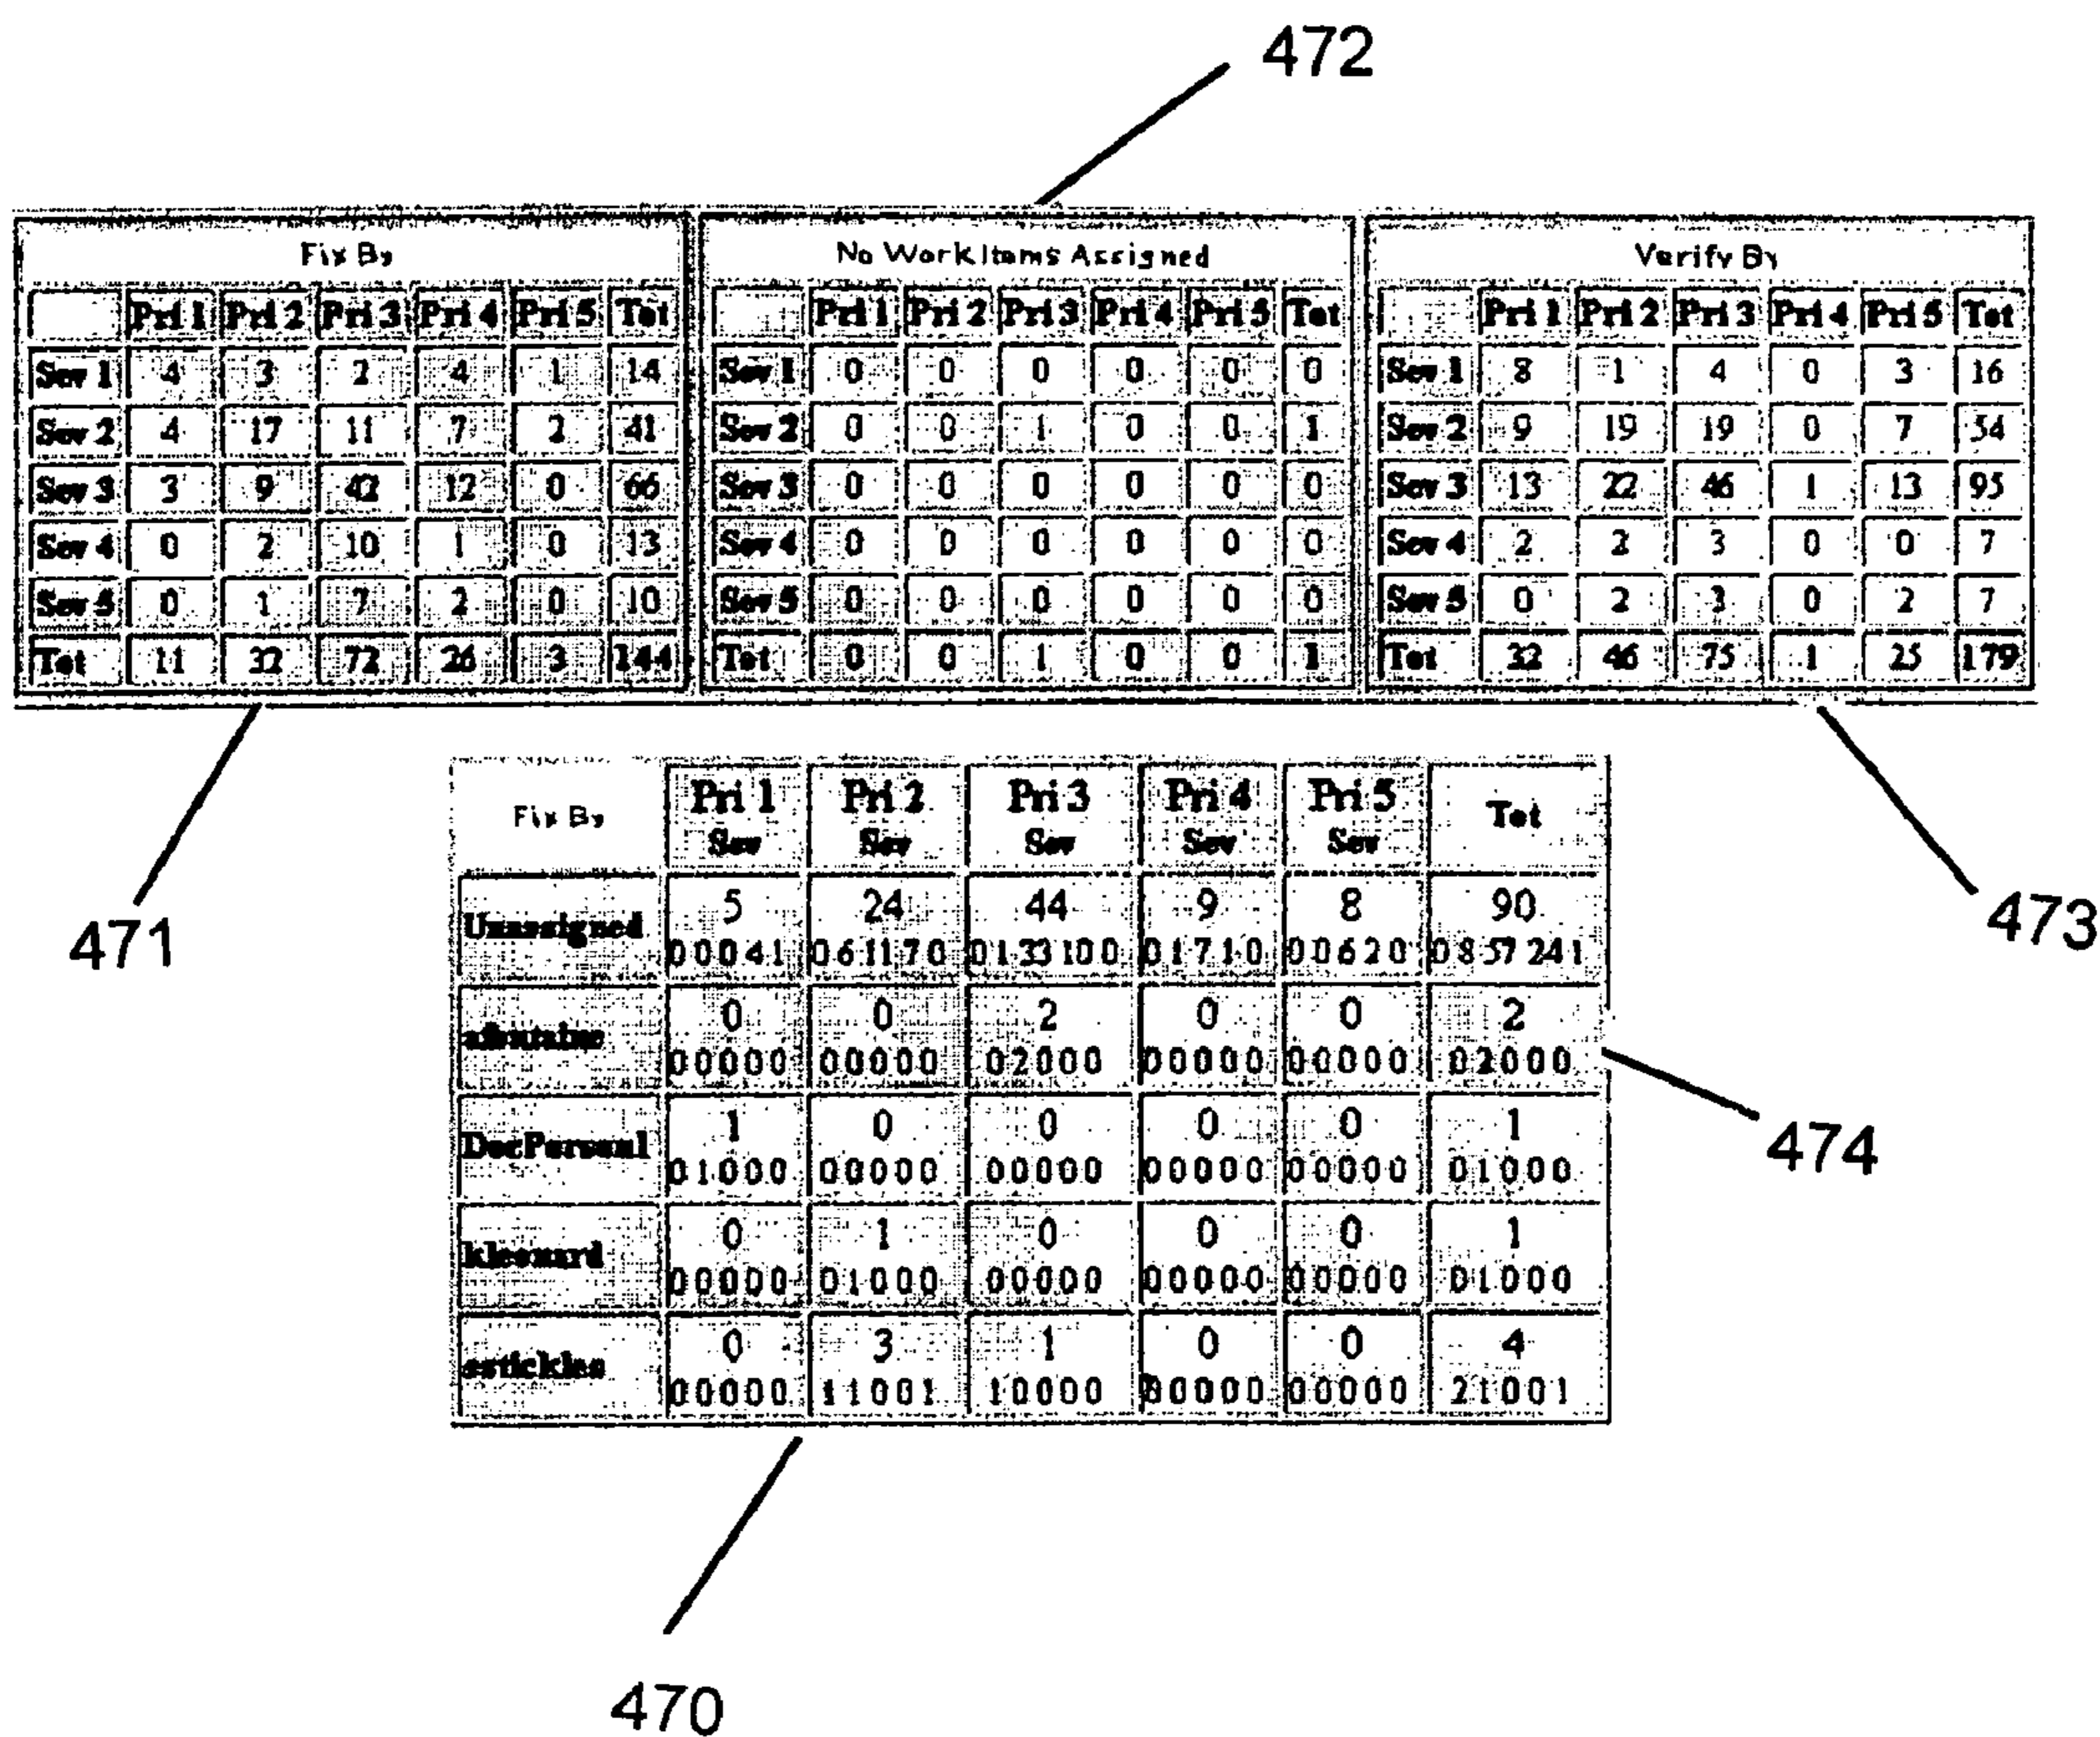 472
Fix By
Pri 1 Pri 2 Pri 3 Pri 4 Pri 5 Tot
Sev 1 4 3 2 4 1 14
Sev 2 4 17 11 7 2 41
Sev 3 3 9 42 12 0 66
Sev 4 0 2 10 1 0 13
Sev 5 0 1 7 2 0 10
Tot 11 32 72 26 3 144
No Work Items Assigned
Pri 1 Pri 2 Pri 3 Pri 4 Pri 5 Tot
Sev 1 0 0 0 0 0 0
Sev 2 0 0 1 0 0 1
Sev 3 0 0 0 0 0 0
Sev 4 0 0 0 0 0 0
Sev 5 0 0 0 0 0 0
Tot 0 0 1 0 0 1
Verify By
Pri 1 Pri 2 Pri 3 Pri 4 Pri 5 Tot
Sev 1 8 1 4 0 3 16
Sev 2 9 19 19 0 7 54
Sev 3 13 22 46 1 13 95
Sev 4 2 2 3 0 0 7
Sev 5 0 2 3 0 2 7
Tot 32 46 75 1 25 179
471
473
Fix By Pri 1 Pri 2 Pri 3 Pri 4 Pri 5 Tot
Sev Sev Sev Sev Sev
Unassigned 5 24 44 9 8 90
0 0 0 4 1 0 6 11 7 0 0 1 33 10 0 0 1 7 1 0 0 0 6 2 0 0 8 57 24 1
0 0 2 0 0 2
0 0 0 0 0 0 0 0 0 0 0 2 0 0 0 0 0 0 0 0 0 0 0 0 0 0 2 0 0 0
1 0 0 0 0 1
0 1 0 0 0 0 0 0 0 0 0 0 0 0 0 0 0 0 0 0 0 0 0 0 0 0 1 0 0 0
kleonard 0 1 0 0 0 1
0 0 0 0 0 0 1 0 0 0 0 0 0 0 0 0 0 0 0 0 0 0 0 0 0 0 1 0 0 0
0 3 1 0 0 4
0 0 0 0 0 1 1 0 0 1 1 0 0 0 0 0 0 0 0 0 0 0 0 0 2 1 0 0 1
474
470